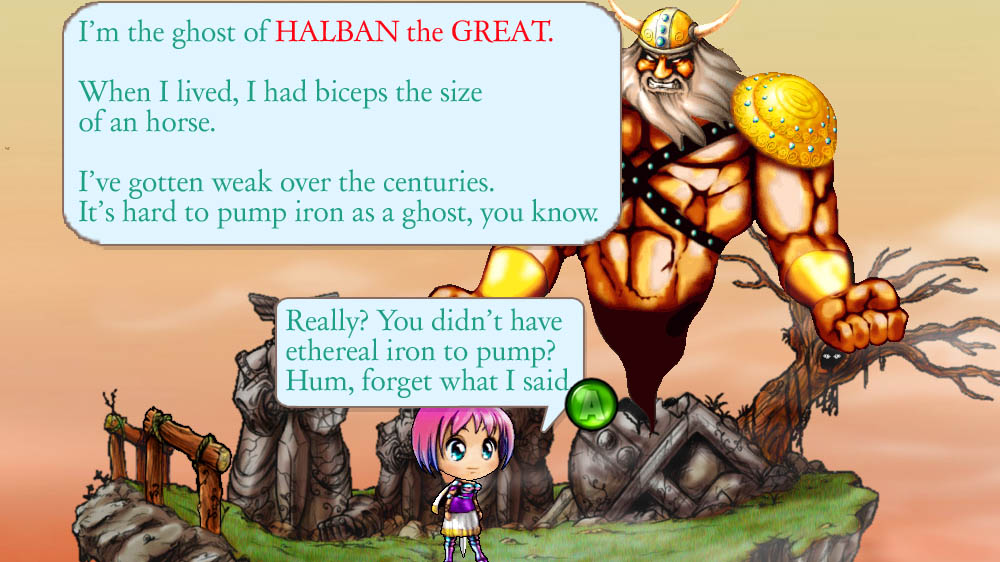 I'm the ghost of HALBAN the GREAT.
When I lived, I had biceps the size
of an horse.
I've gotten weak over the centuries.
It's hard to pump iron as a ghost, you know.
Really? You didn't have
ethereal iron to pump?
Hum, forget what I said.
A